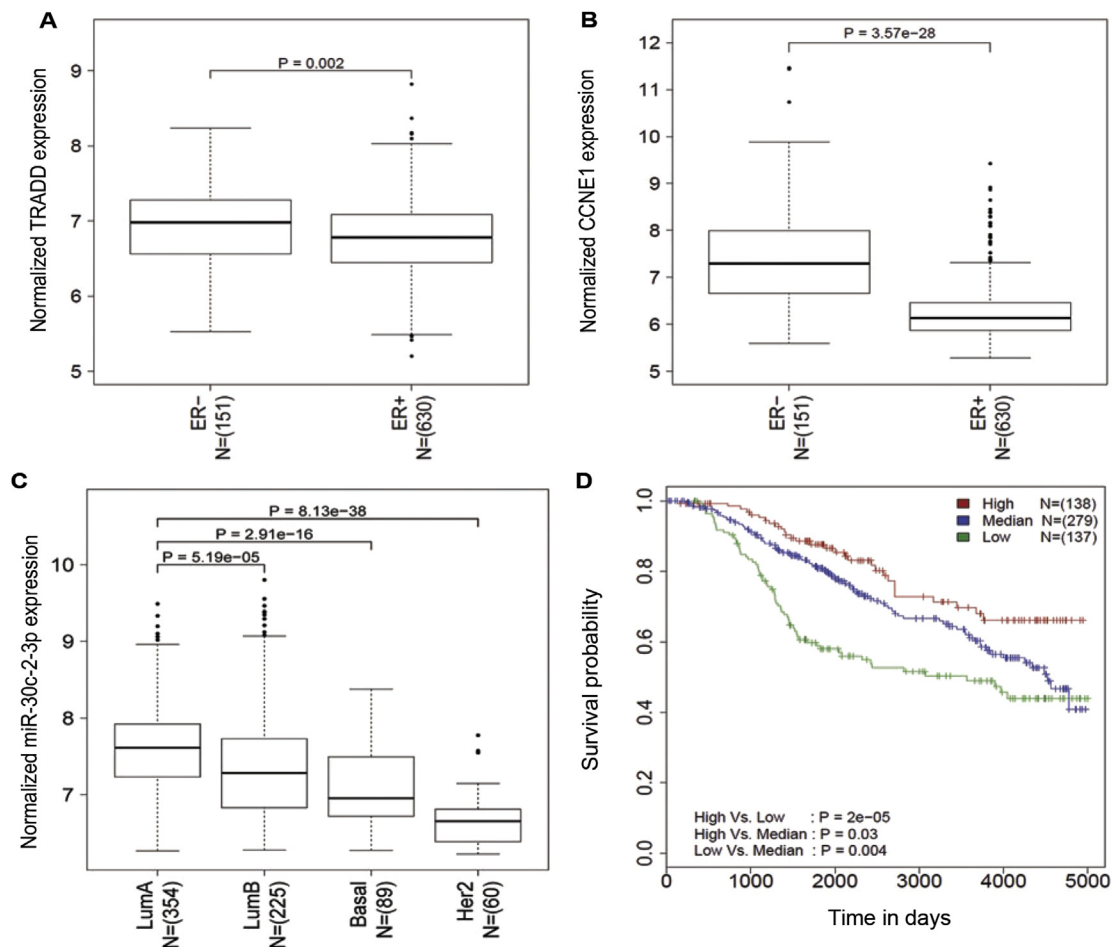 A
Normalized TRADD expression
9
8
7
6
5
P = 0.002
ER−
N=(151)
ER+
N=(630)
B
Normalized CCNE1 expression
12
11
10
9
8
7
6
5
P = 3.57e−28
ER−
N=(151)
ER+
N=(630)
C
Normalized miR-30c-2-3p expression
10
9
8
7
P = 8.13e−38
P = 2.91e−16
P = 5.19e−05
LumA
N=(354)
LumB
N=(225)
Basal
N=(89)
Her2
N=(60)
D
Survival probability
1.0
0.8
0.6
0.4
0.2
0.0
High N=(138)
Median N=(279)
Low N=(137)
High Vs. Low : P = 2e−05
High Vs. Median : P = 0.03
Low Vs. Median : P = 0.004
0 1000 2000 3000 4000 5000
Time in days